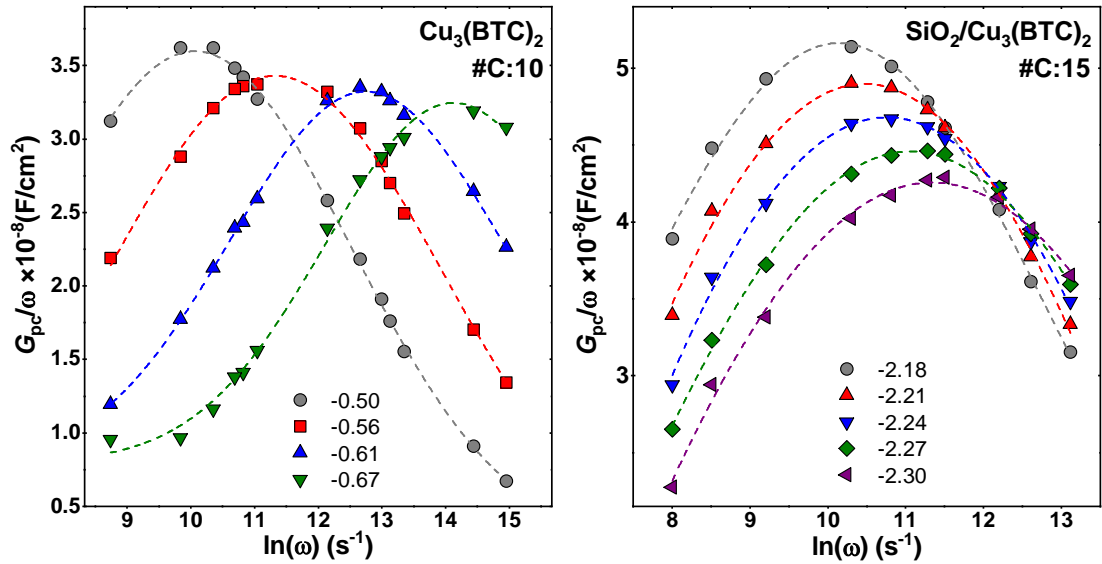 Cu₃(BTC)₂
#C:10
G_pc/ω ×10⁻⁸(F/cm²)
3.5
3.0
2.5
2.0
1.5
1.0
0.5
-0.50
-0.56
-0.61
-0.67
9 10 11 12 13 14 15
ln(ω) (s⁻¹)
SiO₂/Cu₃(BTC)₂
#C:15
G_pc/ω ×10⁻⁸(F/cm²)
5
4
3
-2.18
-2.21
-2.24
-2.27
-2.30
8 9 10 11 12 13
ln(ω) (s⁻¹)